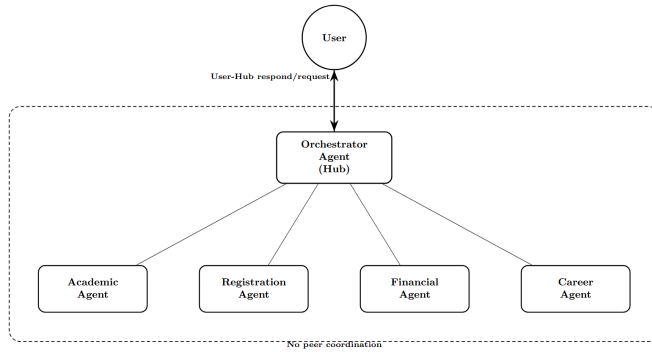 User
User-Hub respond/request
Orchestrator
Agent
(Hub)
Academic
Agent
Registration
Agent
Financial
Agent
Career
Agent
No peer coordination